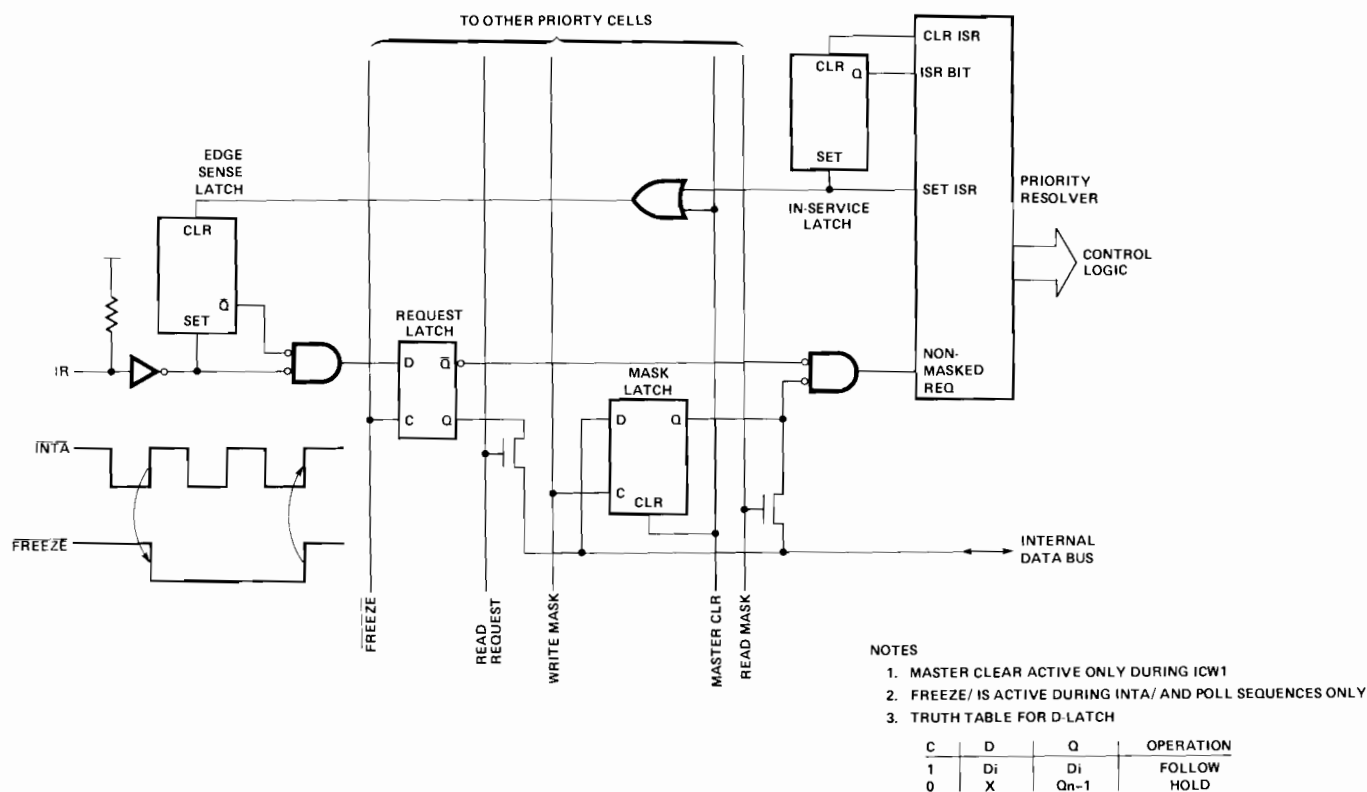 TO OTHER PRIORTY CELLS
CLR ISR
CLR
Q
ISR BIT
SET
SET ISR
PRIORITY
RESOLVER
IN-SERVICE
LATCH
CONTROL
LOGIC
EDGE
SENSE
LATCH
CLR
Q̅
SET
REQUEST
LATCH
D
Q̅
C
Q
IR
NON-
MASKED
REQ
MASK
LATCH
D
Q
C
CLR
I̅N̅T̅A̅
F̅R̅E̅E̅Z̅E̅
INTERNAL
DATA BUS
F̅R̅E̅E̅Z̅E̅
READ
REQUEST
WRITE MASK
MASTER CLR
READ MASK
NOTES
1. MASTER CLEAR ACTIVE ONLY DURING ICW1
2. FREEZE/ IS ACTIVE DURING INTA/ AND POLL SEQUENCES ONLY
3. TRUTH TABLE FOR D-LATCH
C D Q OPERATION
1 Di Di FOLLOW
0 X Qn-1 HOLD